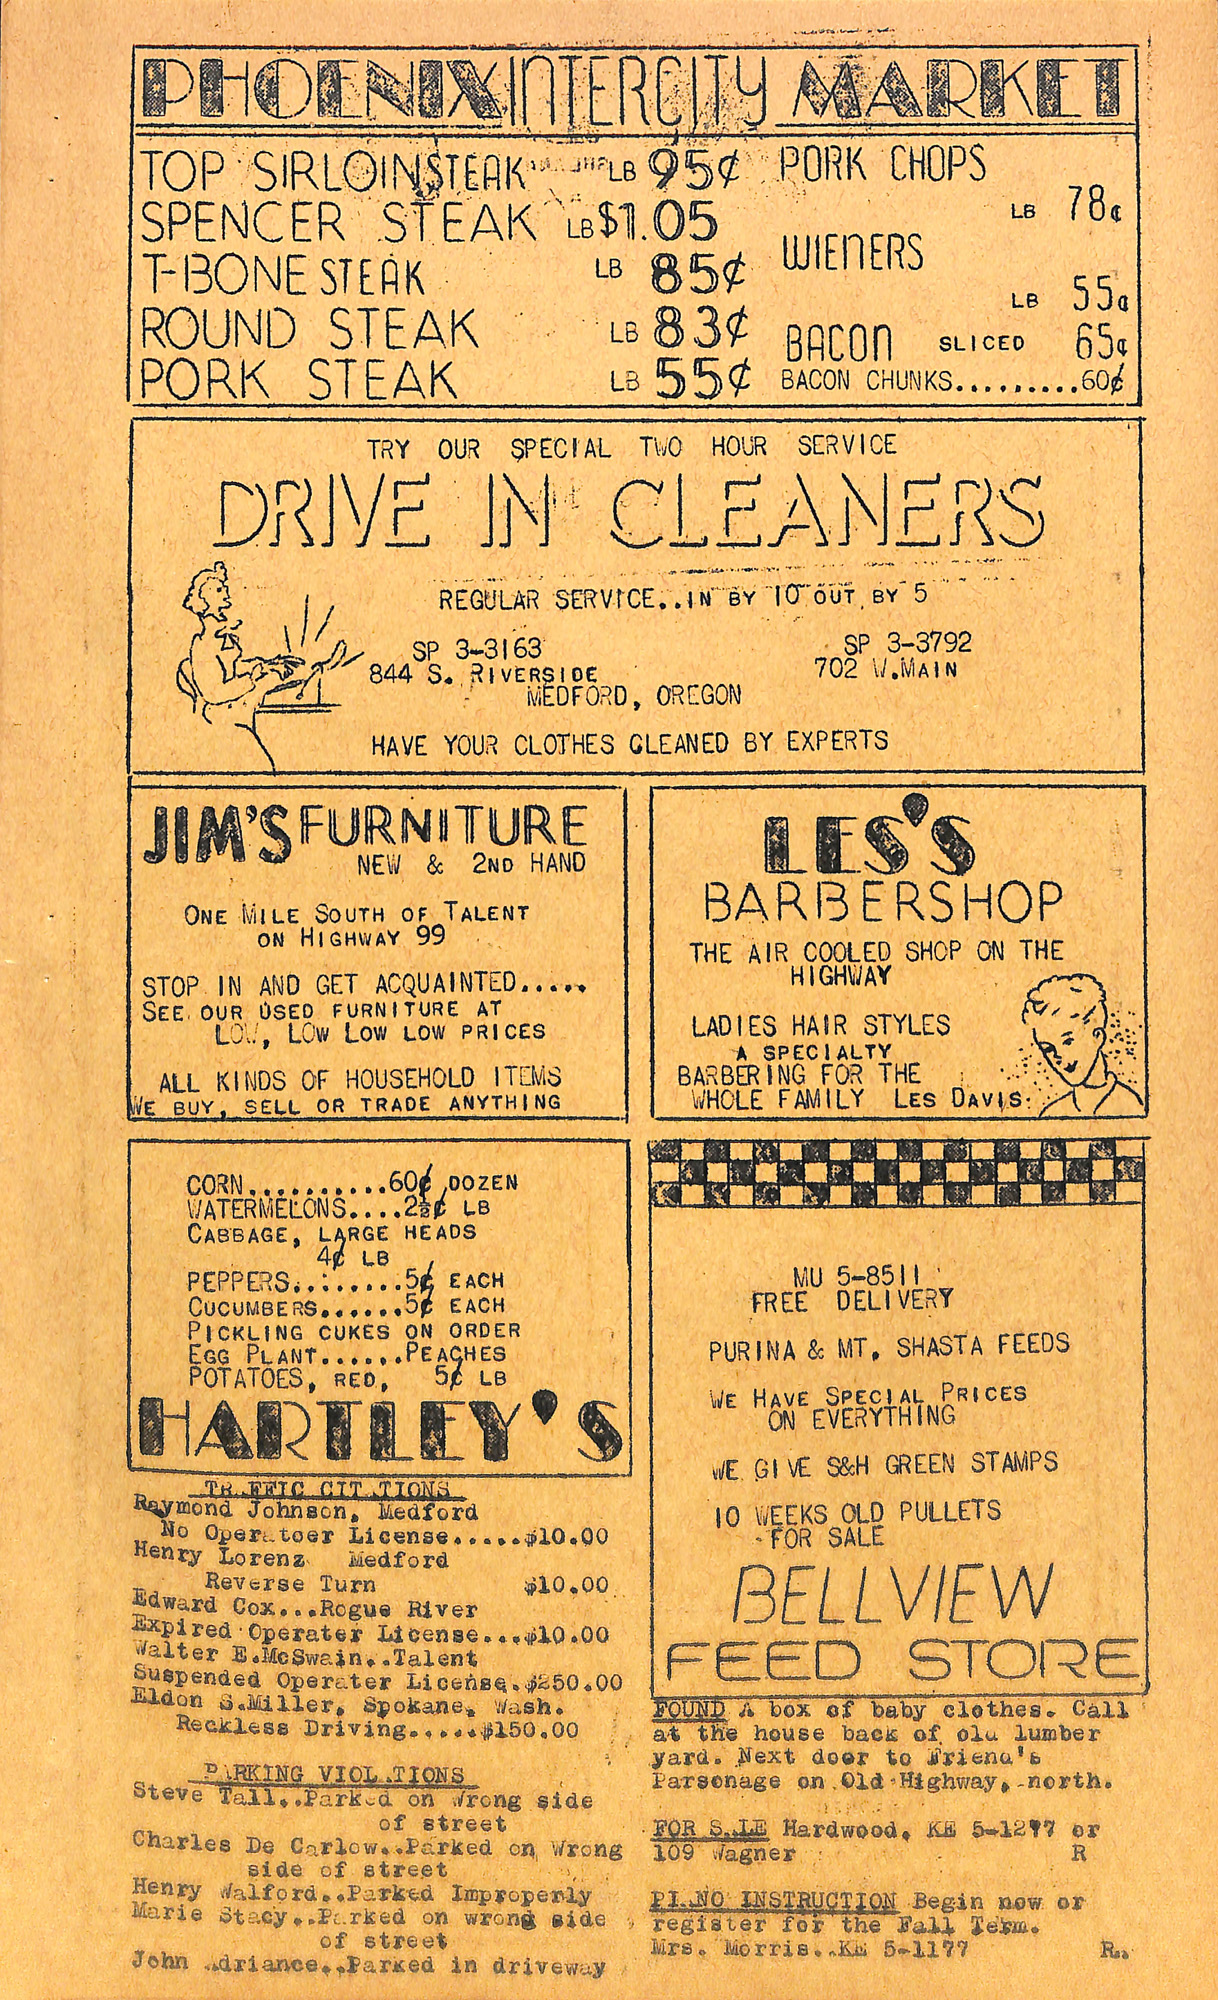 PHOENIX INTERCITY MARKET
TOP SIRLOIN STEAK LB 95¢
SPENCER STEAK LB $1.05
T-BONE STEAK LB 85¢
ROUND STEAK LB 83¢
PORK STEAK LB 55¢
PORK CHOPS
LB 78¢
WIENERS
LB 55¢
BACON SLICED 65¢
BACON CHUNKS.........60¢
TRY OUR SPECIAL TWO HOUR SERVICE
DRIVE IN CLEANERS
REGULAR SERVICE..IN BY 10 OUT BY 5
SP 3-3163
844 S. RIVERSIDE
SP 3-3792
702 W.MAIN
MEDFORD, OREGON
HAVE YOUR CLOTHES CLEANED BY EXPERTS
JIM'S FURNITURE
NEW & 2ND HAND
ONE MILE SOUTH OF TALENT
ON HIGHWAY 99
STOP IN AND GET ACQUAINTED.....
SEE OUR USED FURNITURE AT
LOW, LOW LOW LOW PRICES
ALL KINDS OF HOUSEHOLD ITEMS
WE BUY, SELL OR TRADE ANYTHING
LES'S
BARBERSHOP
THE AIR COOLED SHOP ON THE
HIGHWAY
LADIES HAIR STYLES
A SPECIALTY
BARBERING FOR THE
WHOLE FAMILY LES DAVIS
CORN..........60¢ DOZEN
WATERMELONS....2½¢ LB
CABBAGE, LARGE HEADS
4¢ LB
PEPPERS........5¢ EACH
CUCUMBERS......5¢ EACH
PICKLING CUKES ON ORDER
EGG PLANT......PEACHES
POTATOES, RED, 5¢ LB
HARTLEY'S
MU 5-8511
FREE DELIVERY
PURINA & MT. SHASTA FEEDS
WE HAVE SPECIAL PRICES
ON EVERYTHING
WE GIVE S&H GREEN STAMPS
10 WEEKS OLD PULLETS
FOR SALE
BELLVIEW
FEED STORE
TRAFFIC CITATIONS
Raymond Johnson, Medford
No Operatoer License.....$10.00
Henry Lorenz Medford
Reverse Turn $10.00
Edward Cox...Rogue River
Expired Operater License...$10.00
Walter E.McSwain..Talent
Suspended Operater License.$250.00
Eldon S.Miller, Spokane, Wash.
Reckless Driving.....$150.00
PARKING VIOLATIONS
Steve Tall..Parked on Wrong side
of street
Charles De Carlow..Parked on Wrong
side of street
Henry Walford..Parked Improperly
Marie Stacy..Parked on wrong side
of street
John Adriance..Parked in driveway
FOUND A box of baby clothes. Call
at the house back of old lumber
yard. Next door to Friend's
Parsonage on Old Highway, north.
FOR SALE Hardwood, KE 5-1277 or
109 Wagner R
PIANO INSTRUCTION Begin now or
register for the Fall Term.
Mrs. Morris..KE 5-1177 R..